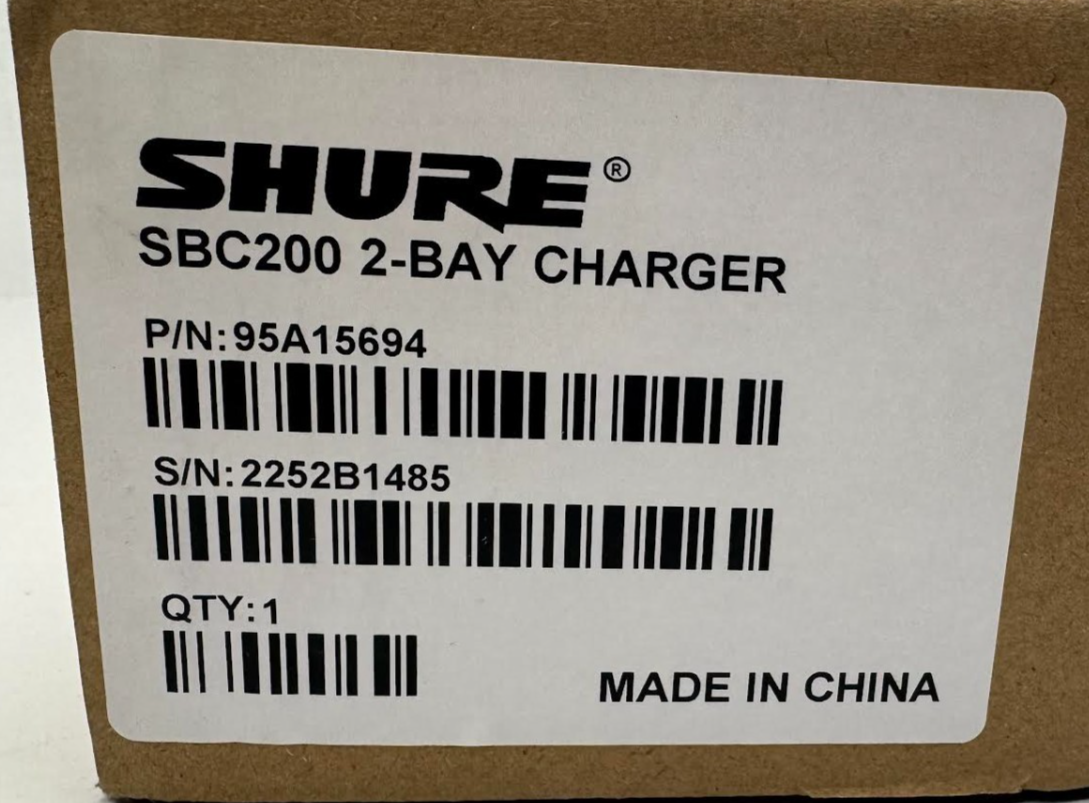 SHURE®
SBC200 2-BAY CHARGER
P/N:95A15694
S/N:2252B1485
QTY:1
MADE IN CHINA